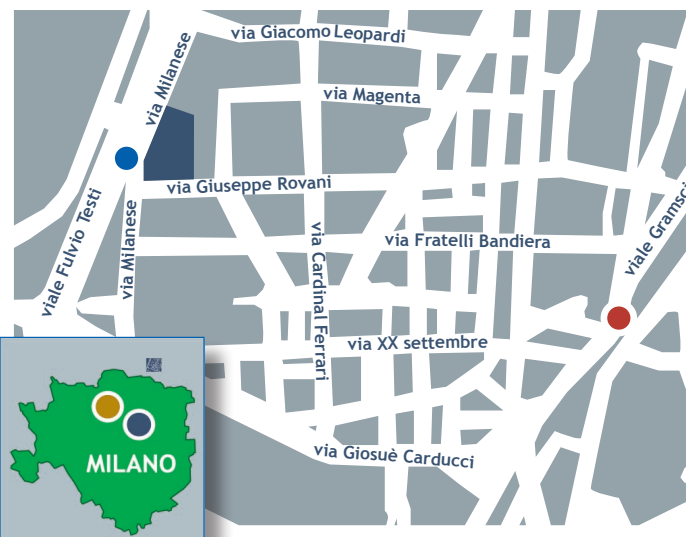 via Giacomo Leopardi
via Milanese
via Magenta
via Giuseppe Rovani
viale Fulvio Testi
via Milanese
via Cardinal Ferrari
via Fratelli Bandiera
viale Gramsci
via XX settembre
via Giosuè Carducci
MILANO